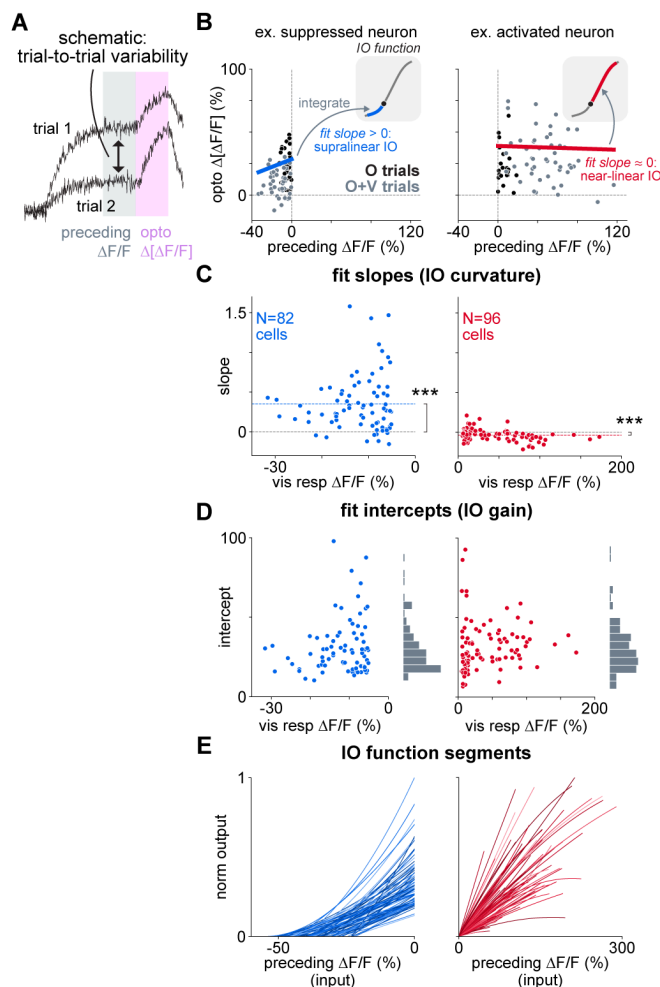 A
schematic:
trial-to-trial variability
trial 1
trial 2
preceding
ΔF/F
opto
Δ[ΔF/F]
B
ex. suppressed neuron
IO function
ex. activated neuron
opto Δ[ΔF/F] (%)
100
0
integrate
fit slope > 0:
supralinear IO
O trials
O+V trials
fit slope ≈ 0:
near-linear IO
-40
0
120
preceding ΔF/F (%)
-40
0
120
preceding ΔF/F (%)
C
fit slopes (IO curvature)
slope
1.5
0
N=82
cells
***
N=96
cells
***
-30
0
vis resp ΔF/F (%)
0
200
vis resp ΔF/F (%)
D
fit intercepts (IO gain)
intercept
100
0
-30
0
vis resp ΔF/F (%)
0
200
vis resp ΔF/F (%)
E
IO function segments
norm output
1
0
-50
0
preceding ΔF/F (%)
(input)
0
300
preceding ΔF/F (%)
(input)